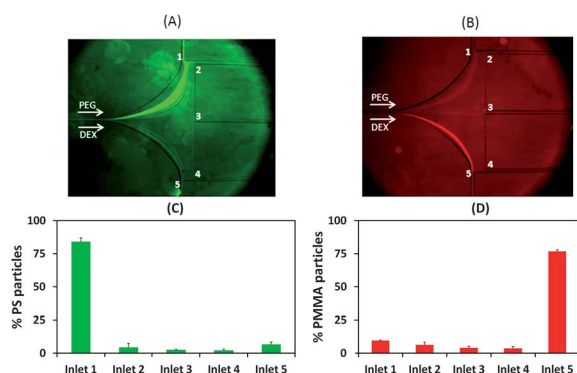 (A)
(B)
1
2
PEG
3
DEX
4
5
1
2
PEG
3
DEX
4
5
(C)
(D)
% PS particles
100
75
50
25
0
Inlet 1 Inlet 2 Inlet 3 Inlet 4 Inlet 5
% PMMA particles
100
75
50
25
0
Inlet 1 Inlet 2 Inlet 3 Inlet 4 Inlet 5